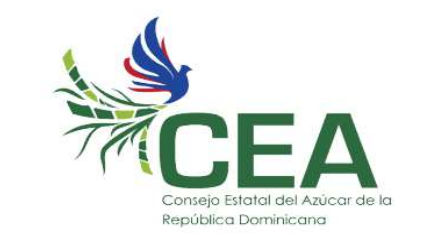 CEA
Consejo Estatal del Azúcar de la
República Dominicana